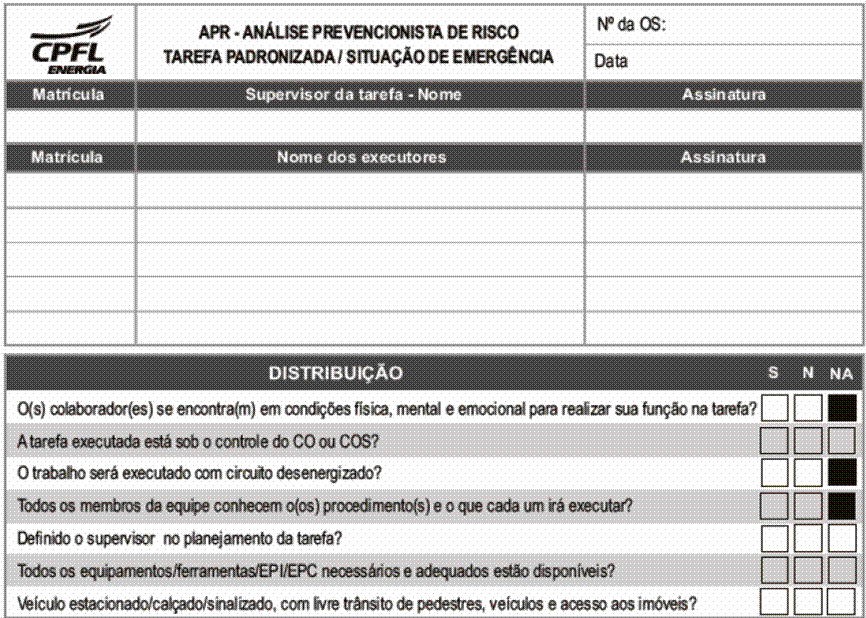 CPFL
ENERGIA
APR - ANÁLISE PREVENCIONISTA DE RISCO
TAREFA PADRONIZADA / SITUAÇÃO DE EMERGÊNCIA
Nº da OS:
Data
Matrícula Supervisor da tarefa - Nome Assinatura
Matrícula Nome dos executores Assinatura
DISTRIBUIÇÃO S N NA
O(s) colaborador(es) se encontra(m) em condições física, mental e emocional para realizar sua função na tarefa?
A tarefa executada está sob o controle do CO ou COS?
O trabalho será executado com circuito desenergizado?
Todos os membros da equipe conhecem o(os) procedimento(s) e o que cada um irá executar?
Definido o supervisor no planejamento da tarefa?
Todos os equipamentos/ferramentas/EPI/EPC necessários e adequados estão disponíveis?
Veículo estacionado/calçado/sinalizado, com livre trânsito de pedestres, veículos e acesso aos imóveis?